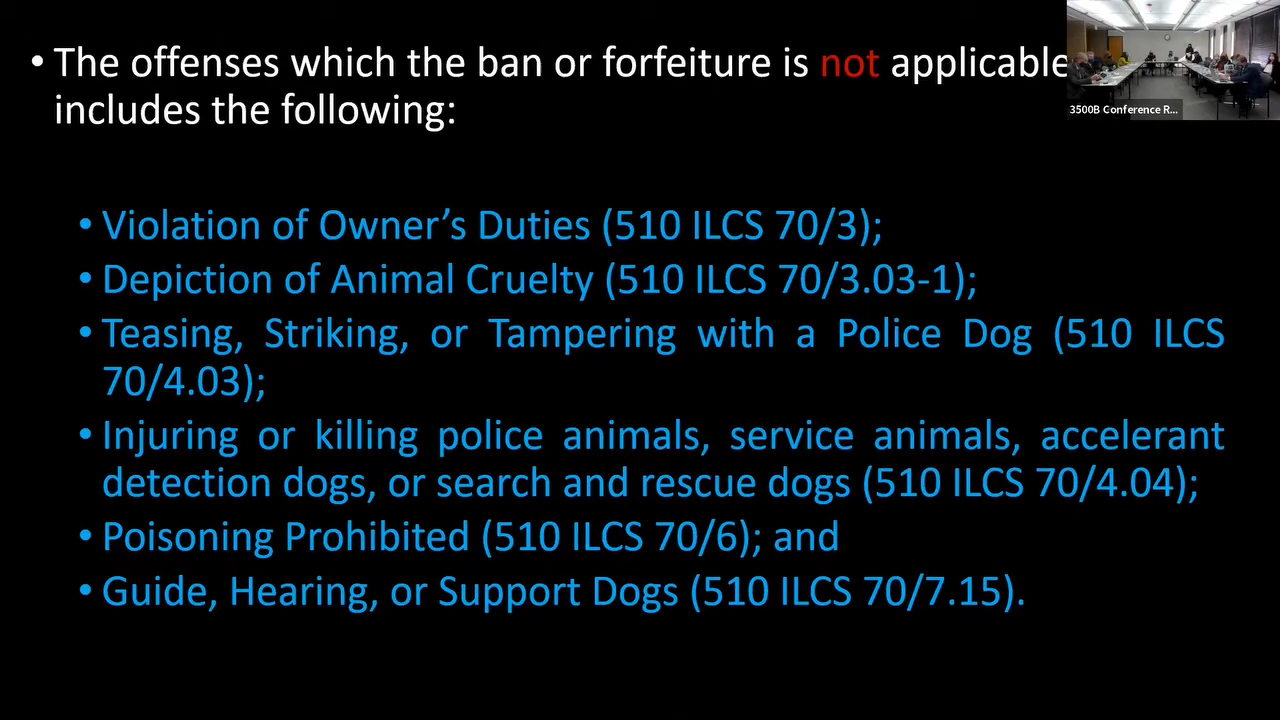 • The offenses which the ban or forfeiture is not applicable
includes the following:
• Violation of Owner’s Duties (510 ILCS 70/3);
• Depiction of Animal Cruelty (510 ILCS 70/3.03-1);
• Teasing, Striking, or Tampering with a Police Dog (510 ILCS
70/4.03);
• Injuring or killing police animals, service animals, accelerant
detection dogs, or search and rescue dogs (510 ILCS 70/4.04);
• Poisoning Prohibited (510 ILCS 70/6); and
• Guide, Hearing, or Support Dogs (510 ILCS 70/7.15).
3500B Conference R...